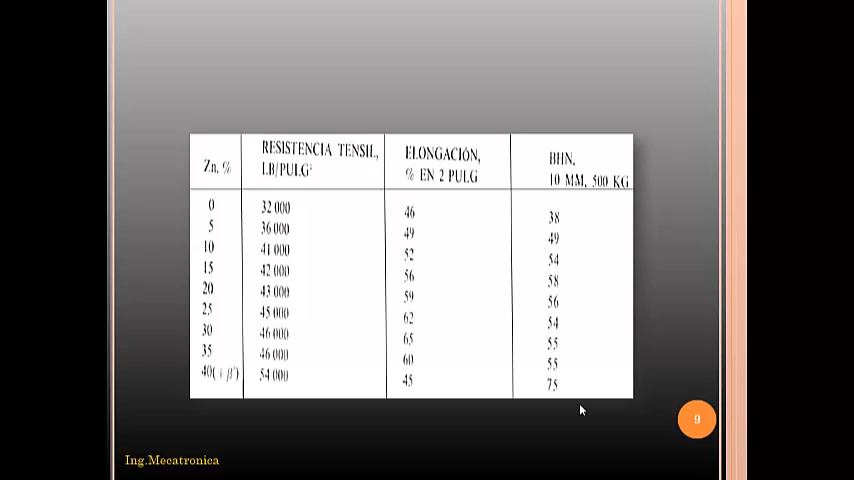 Zn, % RESISTENCIA TENSIL, LB/PULG² ELONGACIÓN, % EN 2 PULG BHN, 10 MM, 500 KG
0 32 000 46 38
5 36 000 49 49
10 41 000 52 54
15 42 000 56 58
20 43 000 59 56
25 45 000 62 54
30 46 000 65 55
35 46 000 60 55
40(+ β') 54 000 45 75
9
Ing.Mecatronica